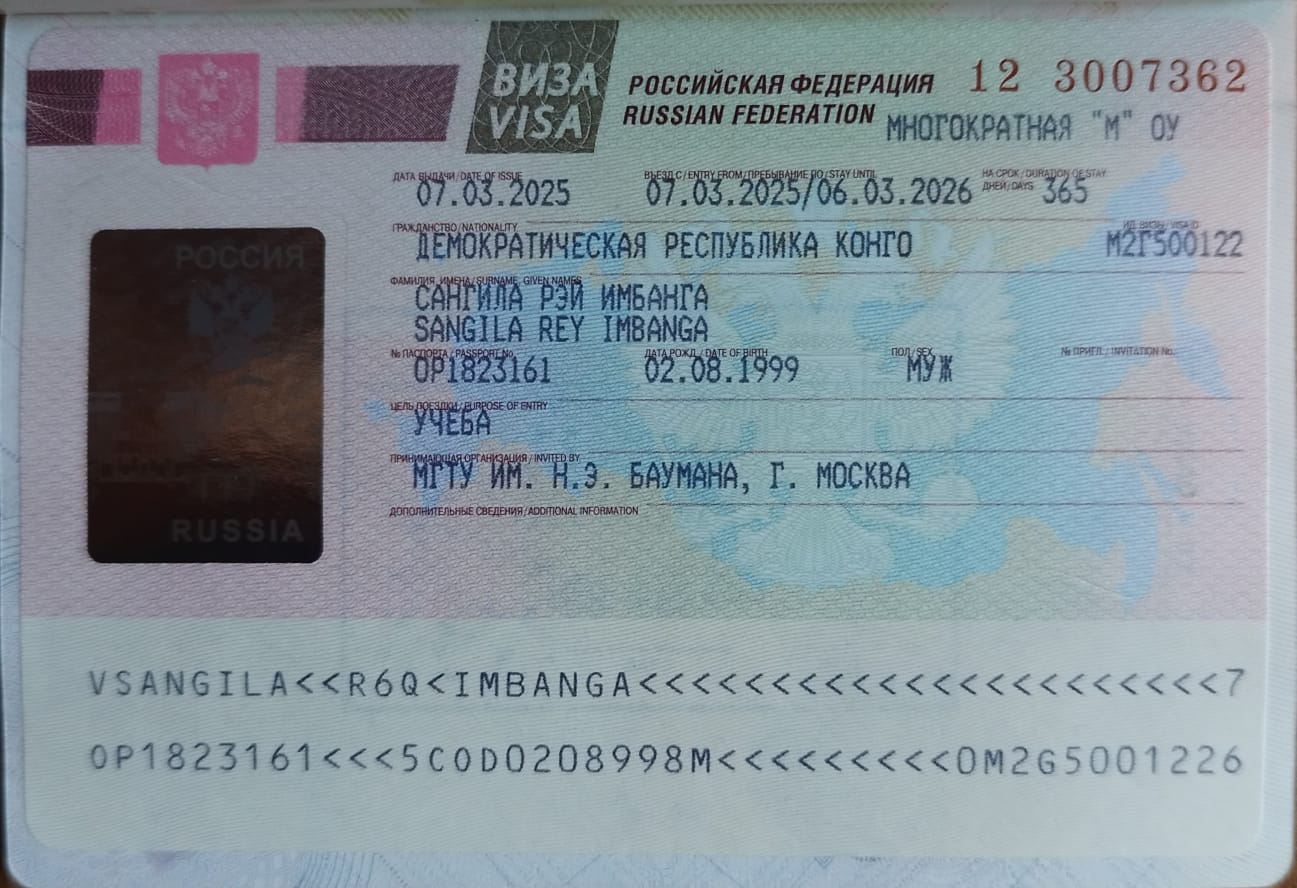 ВИЗА
VISA
РОССИЙСКАЯ ФЕДЕРАЦИЯ
RUSSIAN FEDERATION
12 3007362
МНОГОКРАТНАЯ "М" ОУ
ДАТА ВЫДАЧИ/DATE OF ISSUE
ВЪЕЗД С/ENTRY FROM/ПРЕБЫВАНИЕ ПО/STAY UNTIL
НА СРОК/DURATION OF STAY
ДНЕЙ/DAYS
07.03.2025
07.03.2025/06.03.2026
365
ГРАЖДАНСТВО/NATIONALITY
ИД. ВИЗЫ/VISA ID
ДЕМОКРАТИЧЕСКАЯ РЕСПУБЛИКА КОНГО
М2Г500122
ФАМИЛИЯ, ИМЕНА/SURNAME, GIVEN NAMES
САНГИЛА РЭЙ ИМБАНГА
SANGILA REY IMBANGA
№ ПАСПОРТА/PASSPORT No.
ДАТА РОЖД./DATE OF BIRTH
ПОЛ/SEX
№ ПРИГЛ./INVITATION No.
OP1823161
02.08.1999
МУЖ
ЦЕЛЬ ПОЕЗДКИ/PURPOSE OF ENTRY
УЧЕБА
ПРИНИМАЮЩАЯ ОРГАНИЗАЦИЯ/INVITED BY
МГТУ ИМ. Н.Э. БАУМАНА, Г. МОСКВА
ДОПОЛНИТЕЛЬНЫЕ СВЕДЕНИЯ/ADDITIONAL INFORMATION
РОССИЯ
RUSSIA
VSANGILA<<R6Q<IMBANGA<<<<<<<<<<<<<<<<<<<<<<7
OP1823161<<<5COD0208998M<<<<<<<<<0M2G5001226